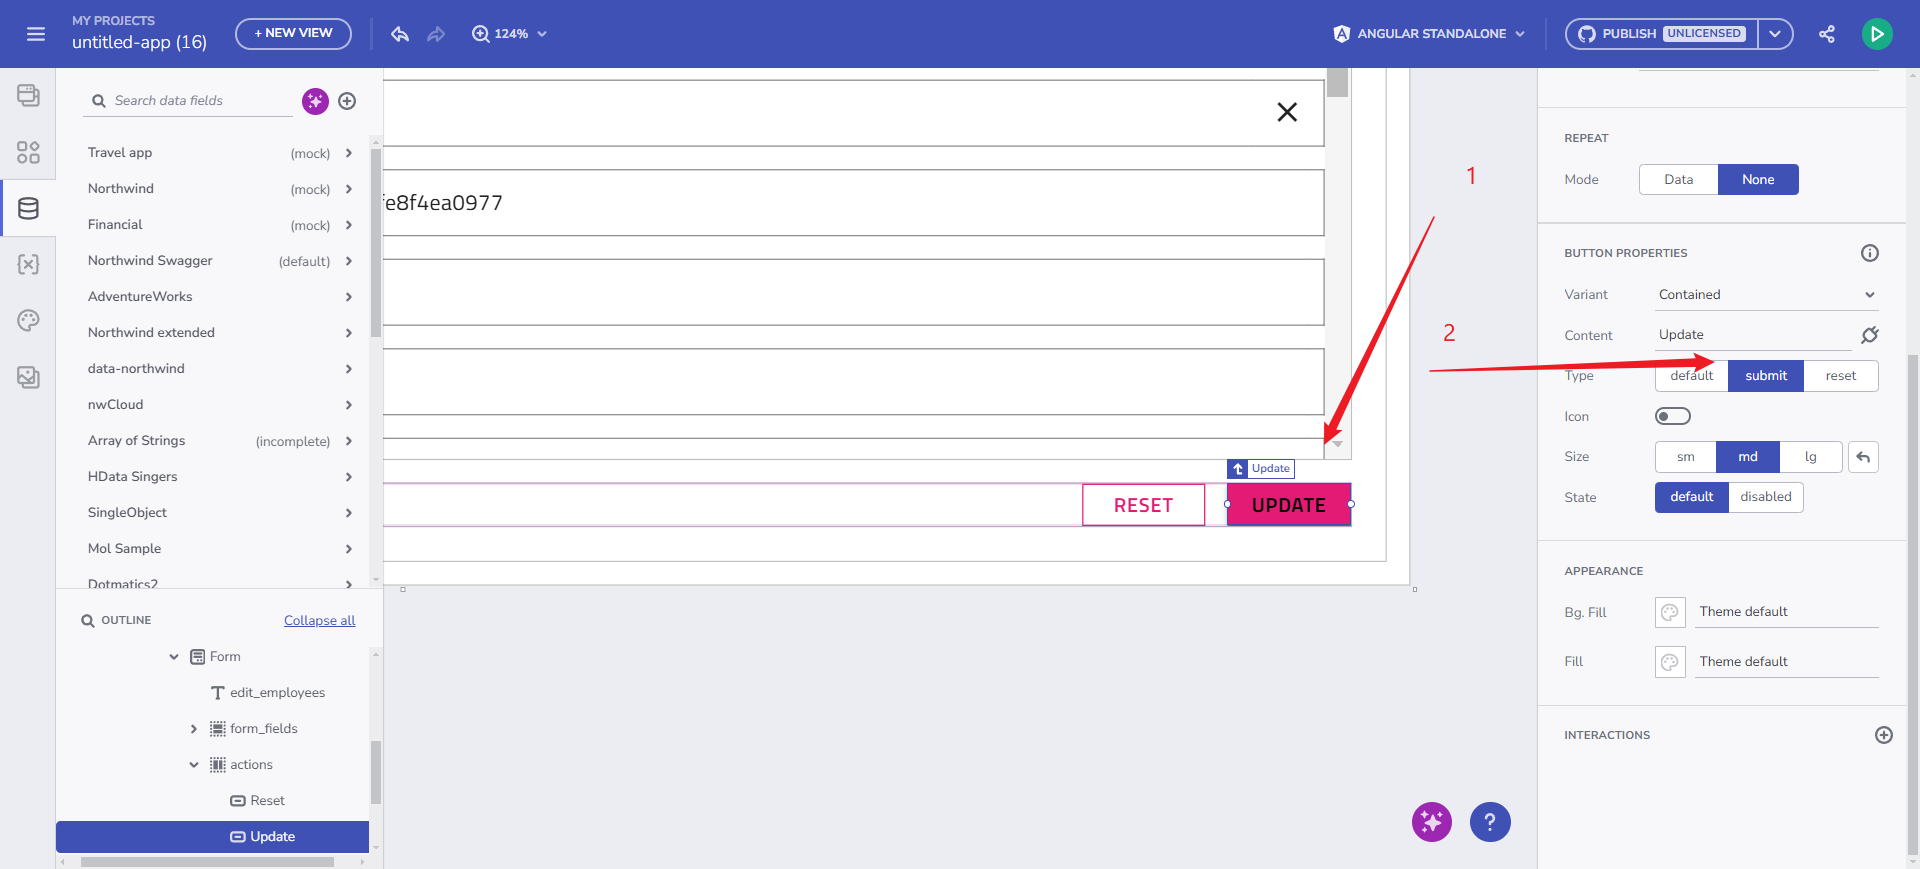 MY PROJECTS
untitled-app (16)
+ NEW VIEW
124%
ANGULAR STANDALONE
PUBLISH UNLICENSED
Search data fields
Travel app (mock)
Northwind (mock)
Financial (mock)
Northwind Swagger (default)
AdventureWorks
Northwind extended
data-northwind
nwCloud
Array of Strings (incomplete)
HData Singers
SingleObject
Mol Sample
Dotmatics2
OUTLINE Collapse all
Form
edit_employees
form_fields
actions
Reset
Update
fe8f4ea0977
1
2
Update
RESET UPDATE
?
REPEAT
Mode Data None
BUTTON PROPERTIES
Variant Contained
Content Update
Type default submit reset
Icon
Size sm md lg
State default disabled
APPEARANCE
Bg. Fill Theme default
Fill Theme default
INTERACTIONS